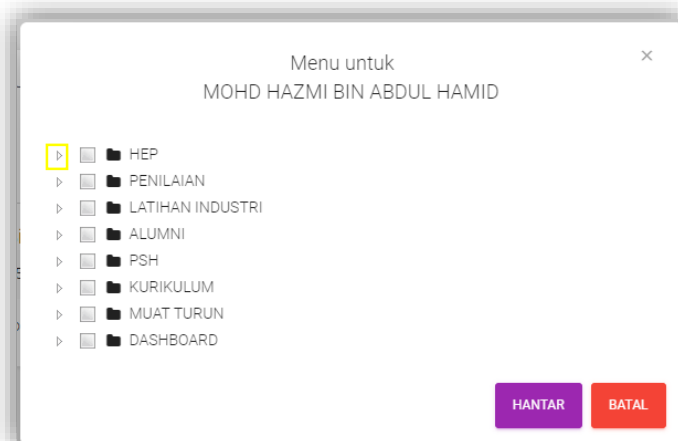 Menu untuk
MOHD HAZMI BIN ABDUL HAMID
HEP
PENILAIAN
LATIHAN INDUSTRI
ALUMNI
PSH
KURIKULUM
MUAT TURUN
DASHBOARD
HANTAR BATAL